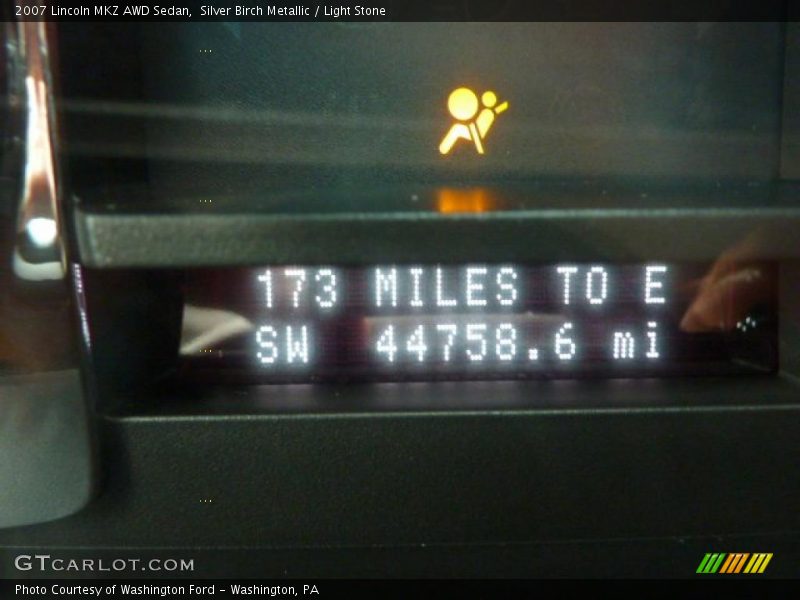 2007 Lincoln MKZ AWD Sedan,  Silver Birch Metallic / Light Stone
173 MILES TO E
SW 44758.6 mi
GTCARLOT.COM
Photo Courtesy of Washington Ford - Washington, PA